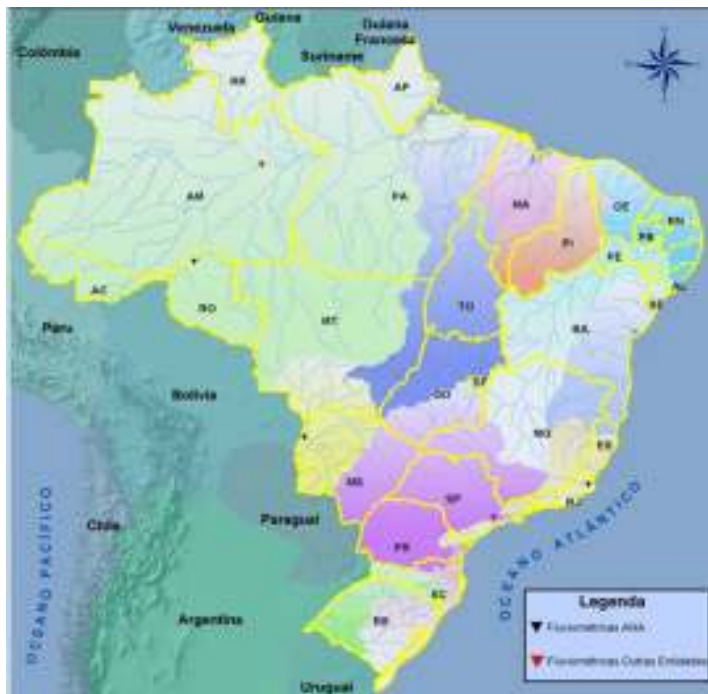 Guiana
Venezuela
Guiana
Francesa
Colômbia
Suriname
RR
AP
AM
PA
MA
CE
RN
PI
PB
PE
AL
SE
AC
RO
TO
MT
BA
Peru
Bolívia
GO
DF
MG
ES
MS
SP
RJ
Paraguai
PR
Chile
SC
RS
Argentina
Uruguai
OCEANO PACÍFICO
OCEANO ATLÂNTICO
Legenda
Fluviométricas ANA
Fluviométricas Outras Entidades